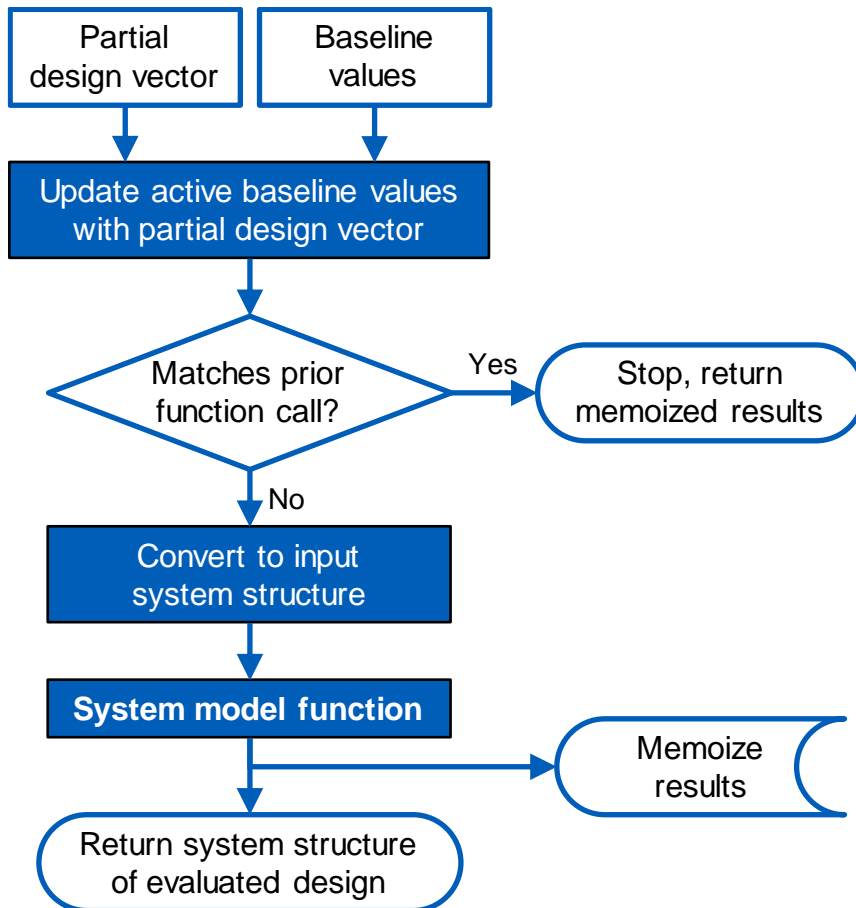 Partial
design vector
Baseline
values
Update active baseline values
with partial design vector
Matches prior
function call?
Yes
Stop, return
memoized results
No
Convert to input
system structure
System model function
Memoize
results
Return system structure
of evaluated design